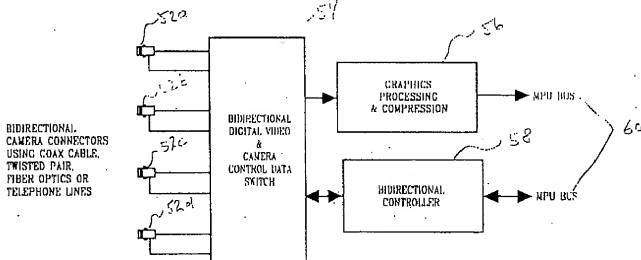 52a
54
56
GRAPHICS
PROCESSING
& COMPRESSION
MPU BUS
52b
BIDIRECTIONAL
CAMERA CONNECTORS
USING COAX CABLE,
TWISTED PAIR,
FIBER OPTICS OR
TELEPHONE LINES
BIDIRECTIONAL
DIGITAL VIDEO
&
CAMERA
CONTROL DATA
SWITCH
60
52c
58
BIDIRECTIONAL
CONTROLLER
MPU BUS
52d